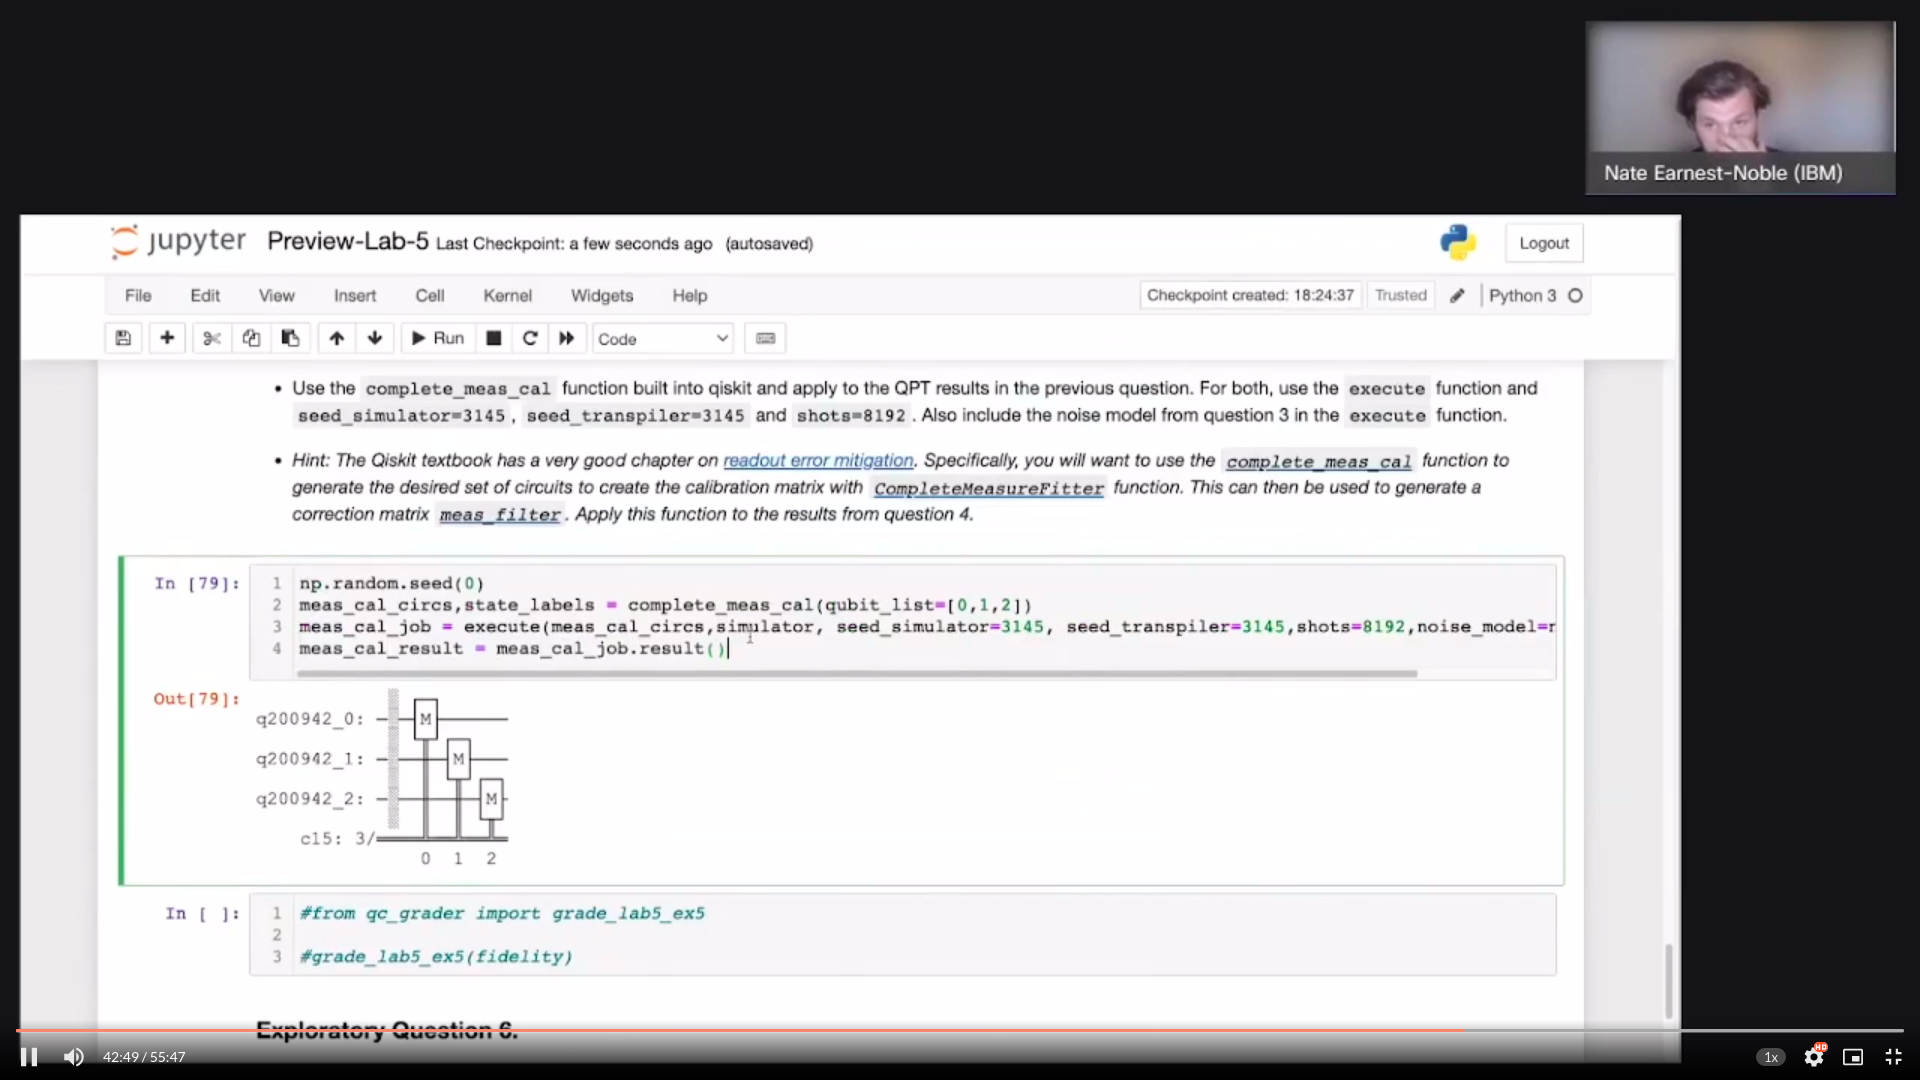 Nate Earnest-Noble (IBM)
jupyter Preview-Lab-5 Last Checkpoint: a few seconds ago (autosaved) Logout
File Edit View Insert Cell Kernel Widgets Help Checkpoint created: 18:24:37 Trusted Python 3
Run Code
• Use the complete_meas_cal function built into qiskit and apply to the QPT results in the previous question. For both, use the execute function and
seed_simulator=3145, seed_transpiler=3145 and shots=8192. Also include the noise model from question 3 in the execute function.
• Hint: The Qiskit textbook has a very good chapter on readout error mitigation. Specifically, you will want to use the complete_meas_cal function to
generate the desired set of circuits to create the calibration matrix with CompleteMeasureFitter function. This can then be used to generate a
correction matrix meas_filter. Apply this function to the results from question 4.
In [79]: 1 np.random.seed(0)
2 meas_cal_circs,state_labels = complete_meas_cal(qubit_list=[0,1,2])
3 meas_cal_job = execute(meas_cal_circs,simulator, seed_simulator=3145, seed_transpiler=3145,shots=8192,noise_model=
4 meas_cal_result = meas_cal_job.result()
Out[79]:
q200942_0: M
q200942_1: M
q200942_2: M
c15: 3/
0 1 2
In [ ]: 1 #from qc_grader import grade_lab5_ex5
2
3 #grade_lab5_ex5(fidelity)
Exploratory Question 6.
42:49 / 55:47 1x HD